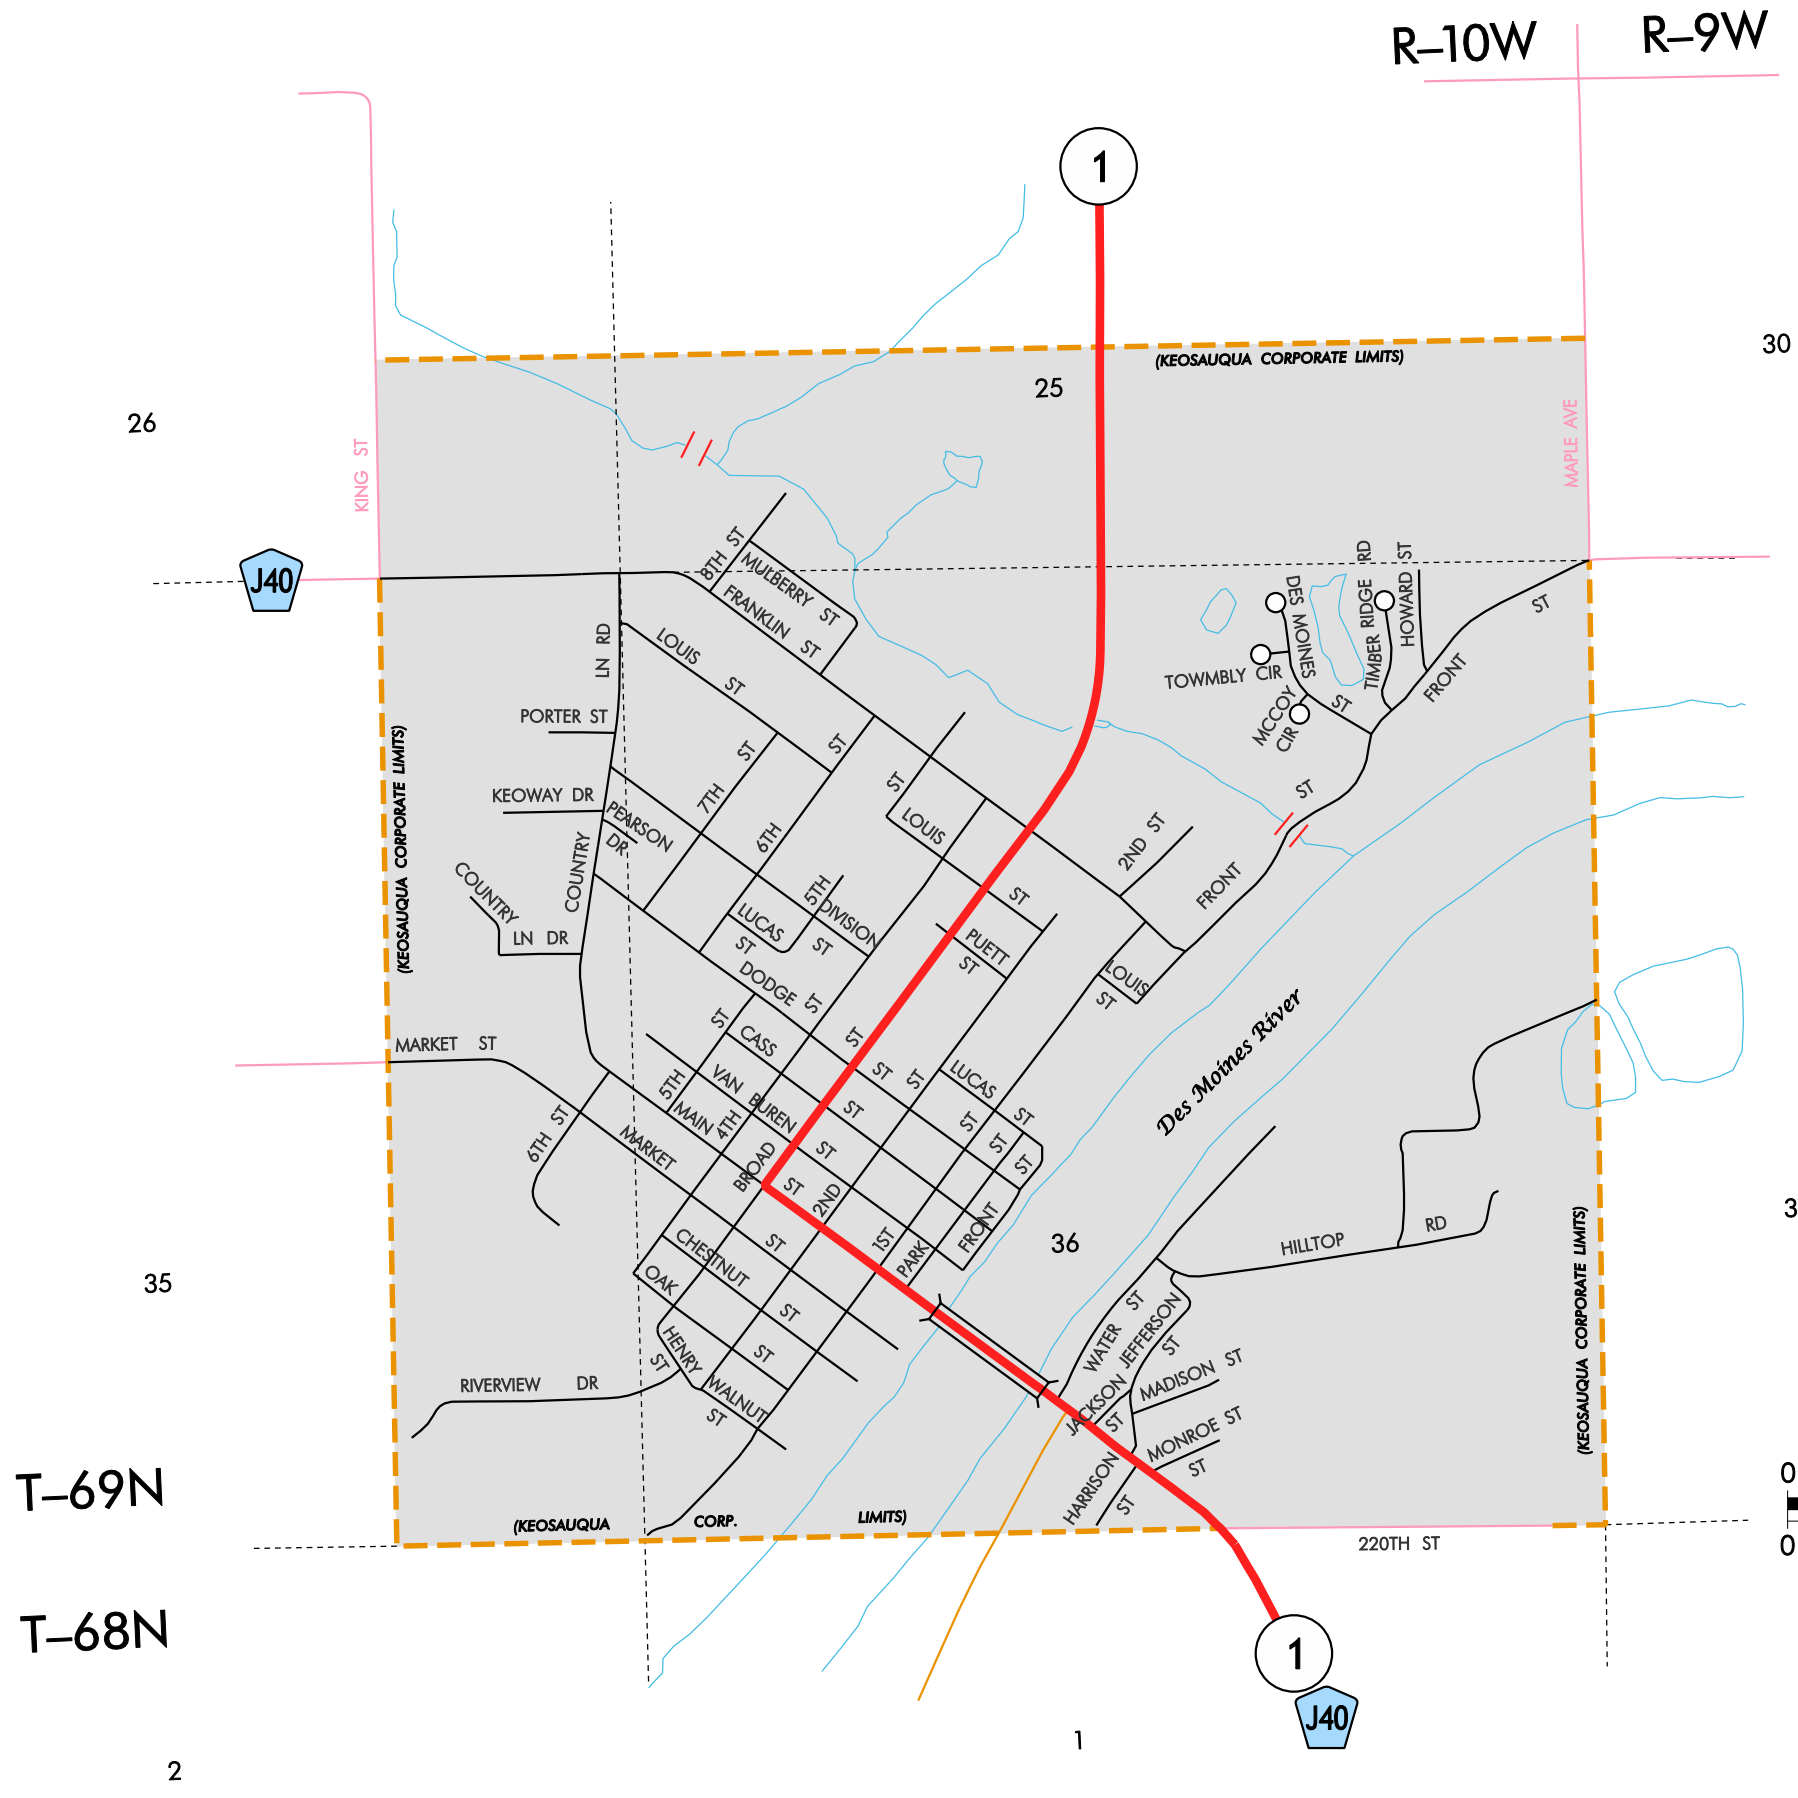 R–10W
R–9W
1
(KEOSAUQUA CORPORATE LIMITS)
30
25
26
KING ST
MAPLE AVE
J40
8TH ST
MULBERRY ST
FRANKLIN ST
LOUIS ST
LN RD
PORTER ST
DES MOINES ST
TIMBER RIDGE RD
HOWARD ST
ST
FRONT
TOWMBLY CIR
MCCOY CIR
(KEOSAUQUA CORPORATE LIMITS)
7TH ST
6TH ST
ST
LOUIS ST
KEOWAY DR
PEARSON DR
2ND ST
ST
FRONT
COUNTRY
COUNTRY
LN DR
5TH
DIVISION ST
LUCAS ST
PUETT ST
LOUIS ST
DODGE ST
ST
ST
MARKET ST
5TH ST
CASS ST
VAN BUREN ST
LUCAS ST
ST
ST
ST
ST
Des Moines River
6TH ST
MARKET ST
MAIN ST
4TH
BROAD
2ND
1ST
PARK
FRONT
36
35
3
CHESTNUT ST
OAK ST
HENRY ST
WALNUT ST
RIVERVIEW DR
HILLTOP RD
WATER ST
JEFFERSON ST
JACKSON ST
MADISON ST
MONROE ST
ST
HARRISON ST
(KEOSAUQUA CORPORATE LIMITS)
T–69N
(KEOSAUQUA CORP. LIMITS)
220TH ST
0
0
T–68N
1
J40
1
2